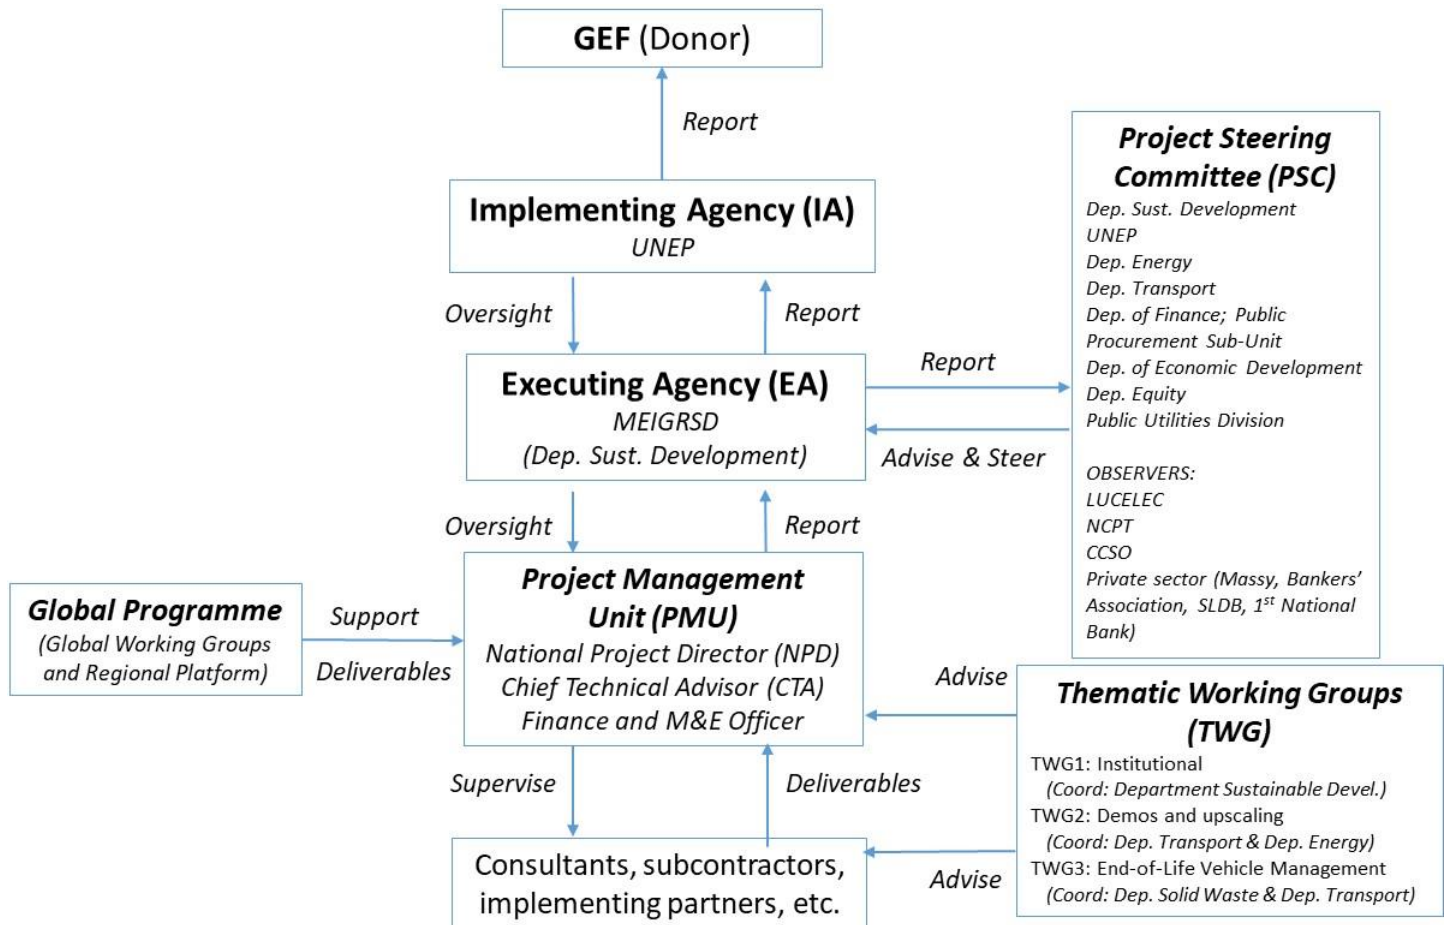 GEF (Donor)
Report
Implementing Agency (IA)
UNEP
Oversight
Report
Executing Agency (EA)
MEIGRSD
(Dep. Sust. Development)
Report
Advise & Steer
Project Steering
Committee (PSC)
Dep. Sust. Development
UNEP
Dep. Energy
Dep. Transport
Dep. of Finance; Public
Procurement Sub-Unit
Dep. of Economic Development
Dep. Equity
Public Utilities Division
OBSERVERS:
LUCELEC
NCPT
CCSO
Private sector (Massy, Bankers’
Association, SLDB, 1st National
Bank)
Oversight
Report
Global Programme
(Global Working Groups
and Regional Platform)
Support
Deliverables
Project Management
Unit (PMU)
National Project Director (NPD)
Chief Technical Advisor (CTA)
Finance and M&E Officer
Advise
Thematic Working Groups
(TWG)
TWG1: Institutional
(Coord: Department Sustainable Devel.)
TWG2: Demos and upscaling
(Coord: Dep. Transport & Dep. Energy)
TWG3: End-of-Life Vehicle Management
(Coord: Dep. Solid Waste & Dep. Transport)
Supervise
Deliverables
Advise
Consultants, subcontractors,
implementing partners, etc.